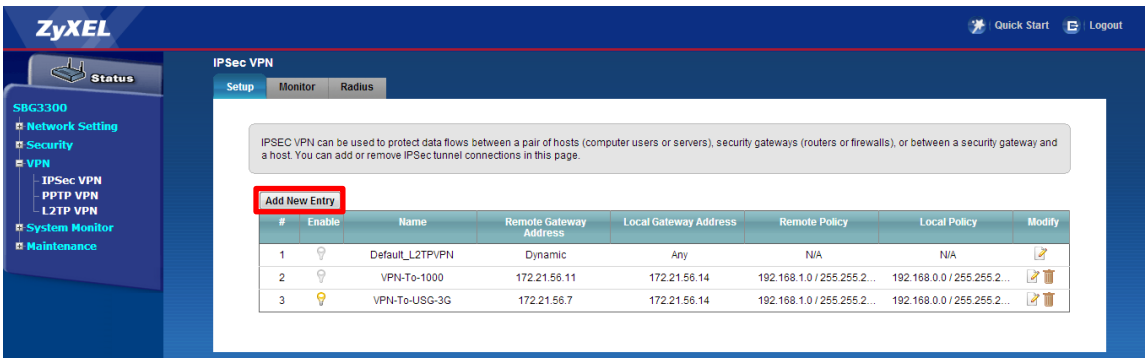 ZyXEL
Quick Start Logout
Status
SBG3300
Network Setting
Security
VPN
IPSec VPN
PPTP VPN
L2TP VPN
System Monitor
Maintenance
IPSec VPN
Setup Monitor Radius
IPSEC VPN can be used to protect data flows between a pair of hosts (computer users or servers), security gateways (routers or firewalls), or between a security gateway and
a host. You can add or remove IPSec tunnel connections in this page.
Add New Entry
# Enable Name Remote Gateway Address Local Gateway Address Remote Policy Local Policy Modify
1 Default_L2TPVPN Dynamic Any N/A N/A
2 VPN-To-1000 172.21.56.11 172.21.56.14 192.168.1.0 / 255.255.2... 192.168.0.0 / 255.255.2...
3 VPN-To-USG-3G 172.21.56.7 172.21.56.14 192.168.1.0 / 255.255.2... 192.168.0.0 / 255.255.2...